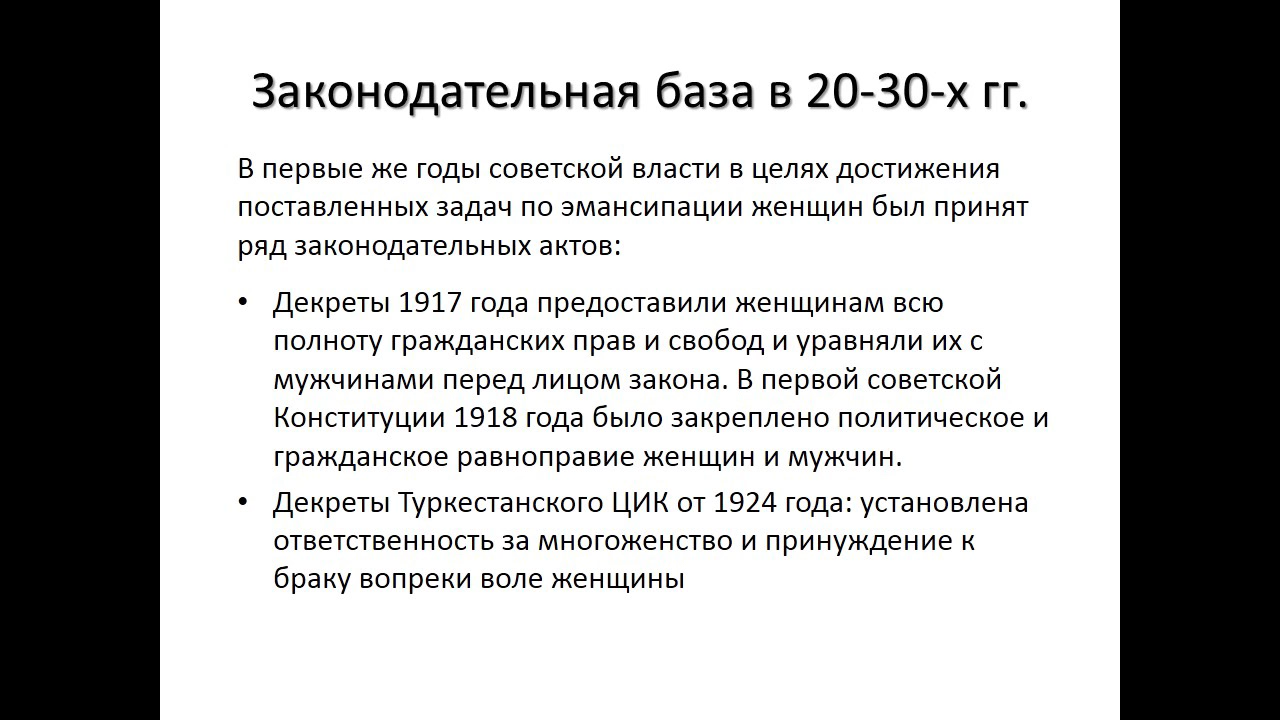 Законодательная база в 20-30-х гг.
В первые же годы советской власти в целях достижения
поставленных задач по эмансипации женщин был принят
ряд законодательных актов:
• Декреты 1917 года предоставили женщинам всю
полноту гражданских прав и свобод и уравняли их с
мужчинами перед лицом закона. В первой советской
Конституции 1918 года было закреплено политическое и
гражданское равноправие женщин и мужчин.
• Декреты Туркестанского ЦИК от 1924 года: установлена
ответственность за многоженство и принуждение к
браку вопреки воле женщины